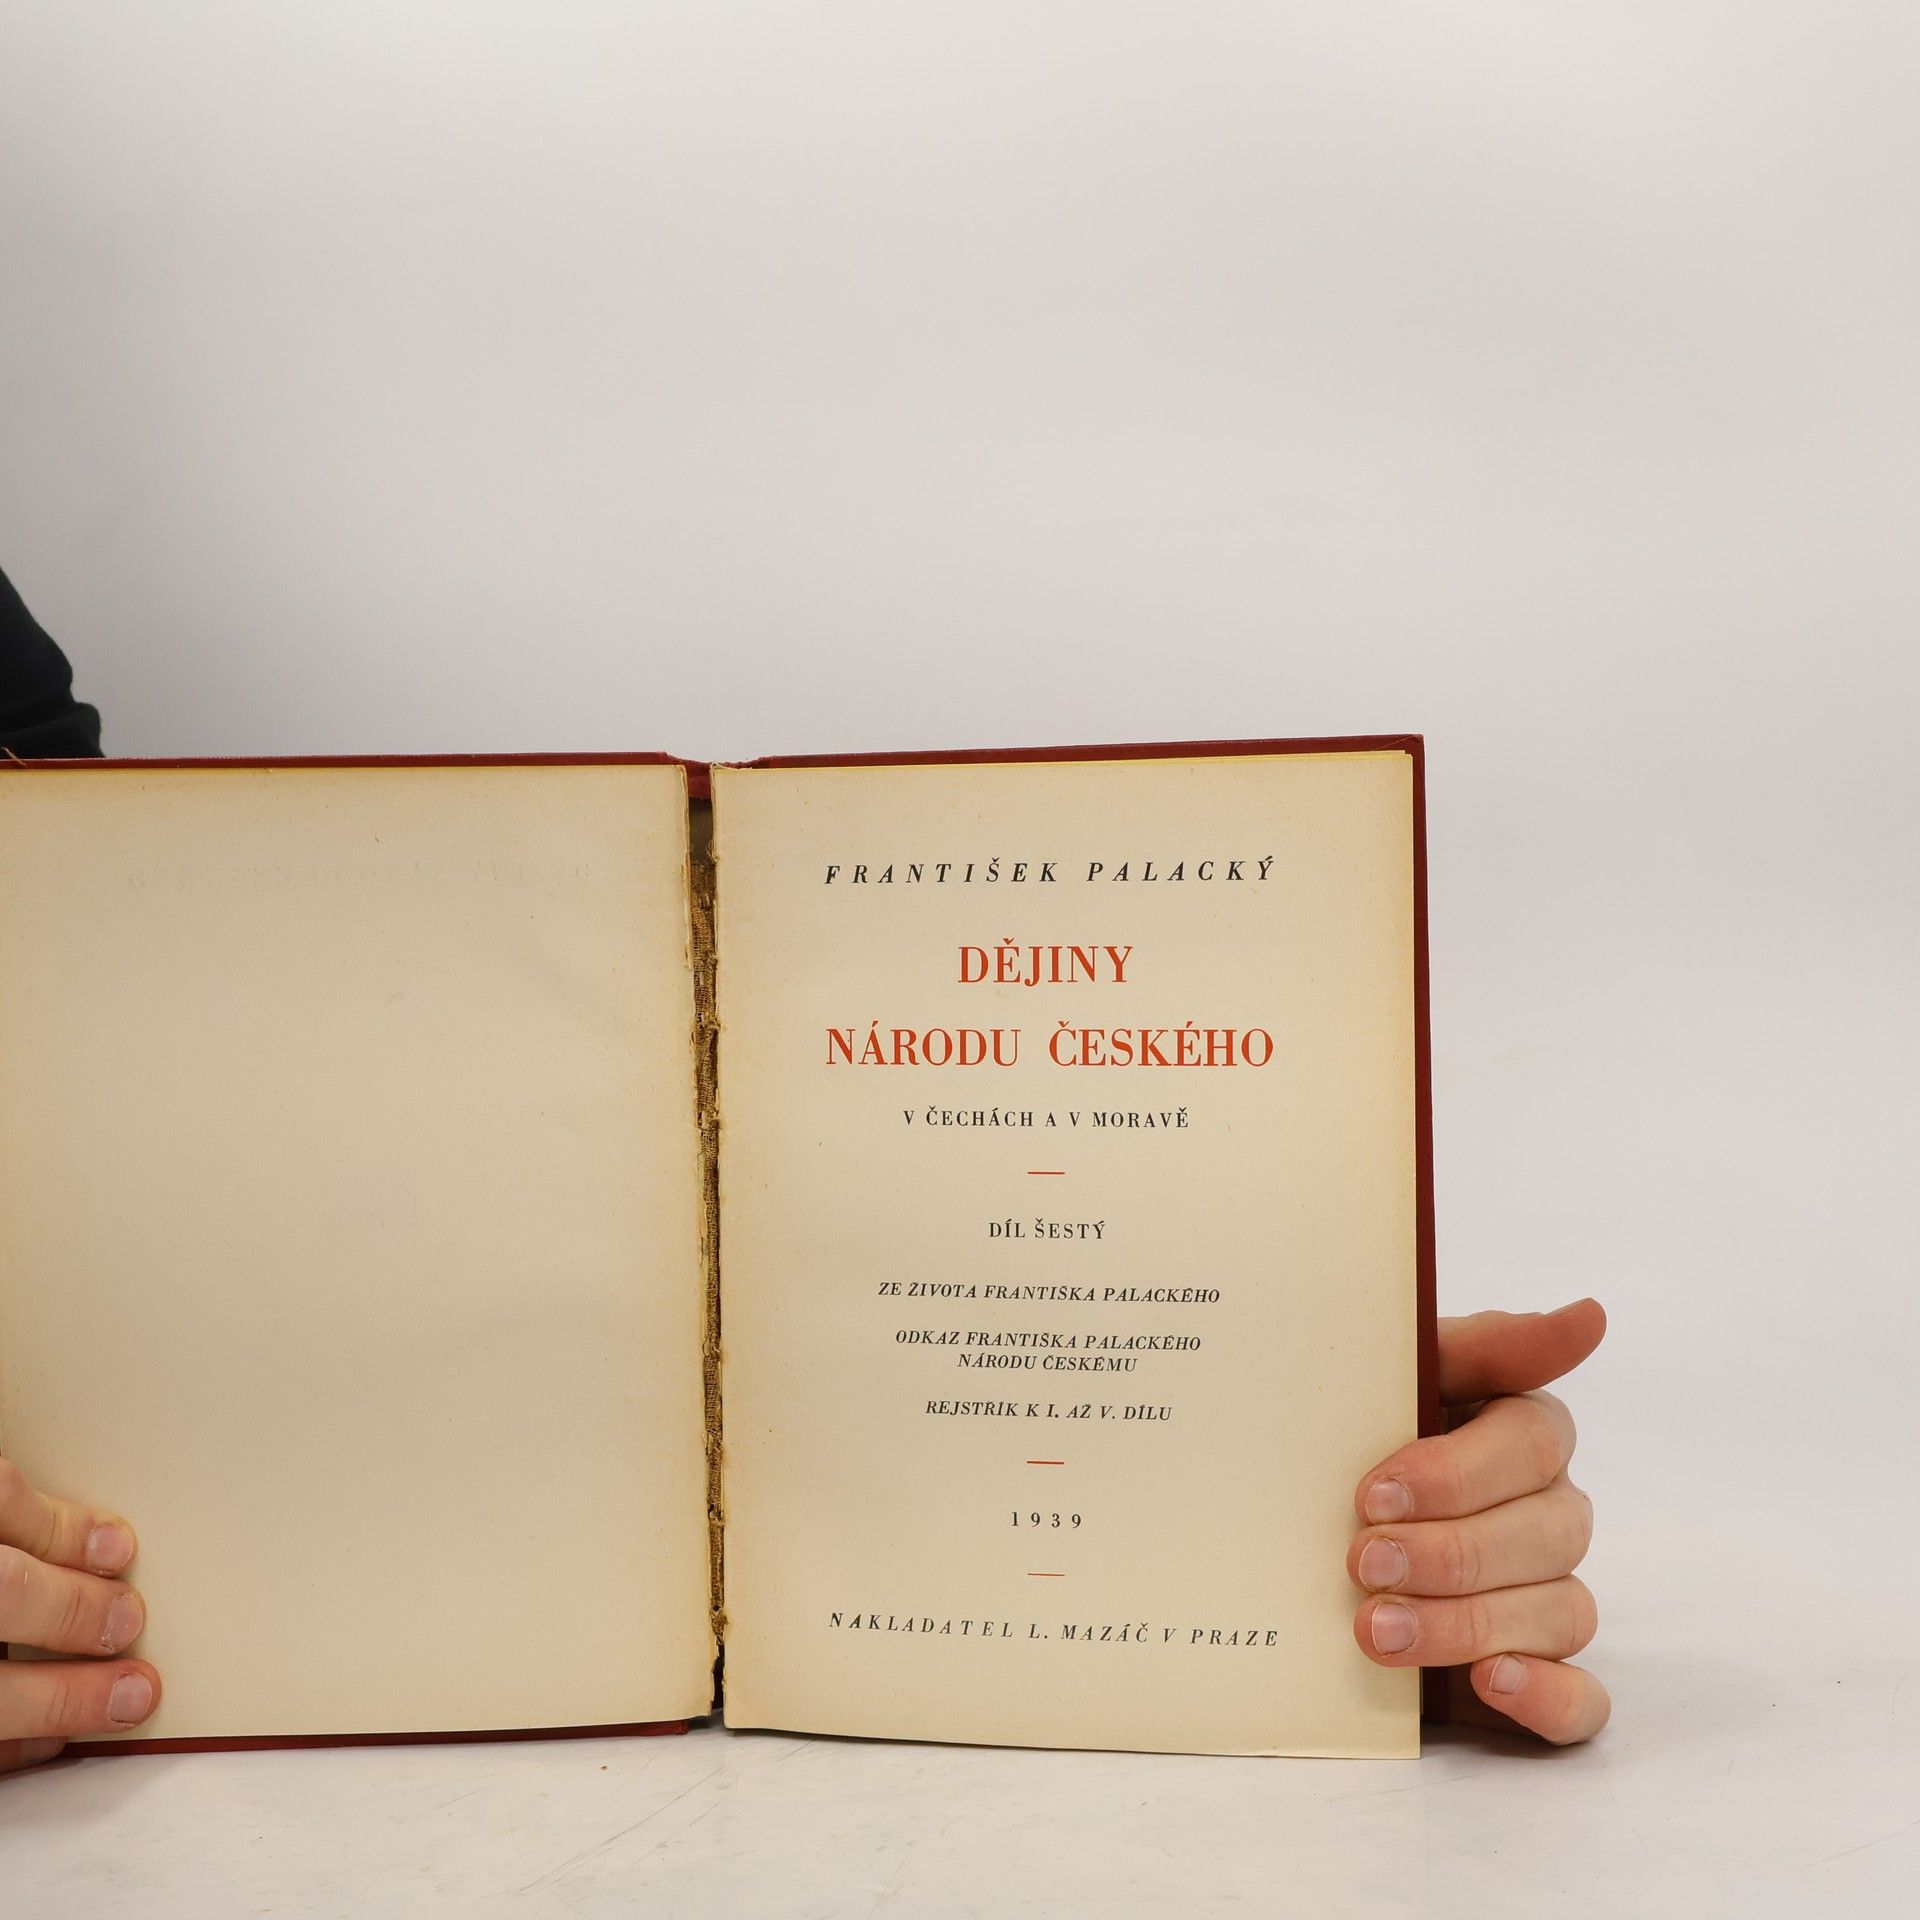 FRANTIŠEK PALACKÝ
DĚJINY
NÁRODU ČESKÉHO
V ČECHÁCH A V MORAVĚ
DÍL ŠESTÝ
ZE ŽIVOTA FRANTIŠKA PALACKÉHO
ODKAZ FRANTIŠKA PALACKÉHO
NÁRODU ČESKÉMU
REJSTŘÍK K I. AŽ V. DÍLU
1939
NAKLADATEL L. MAZÁČ V PRAZE